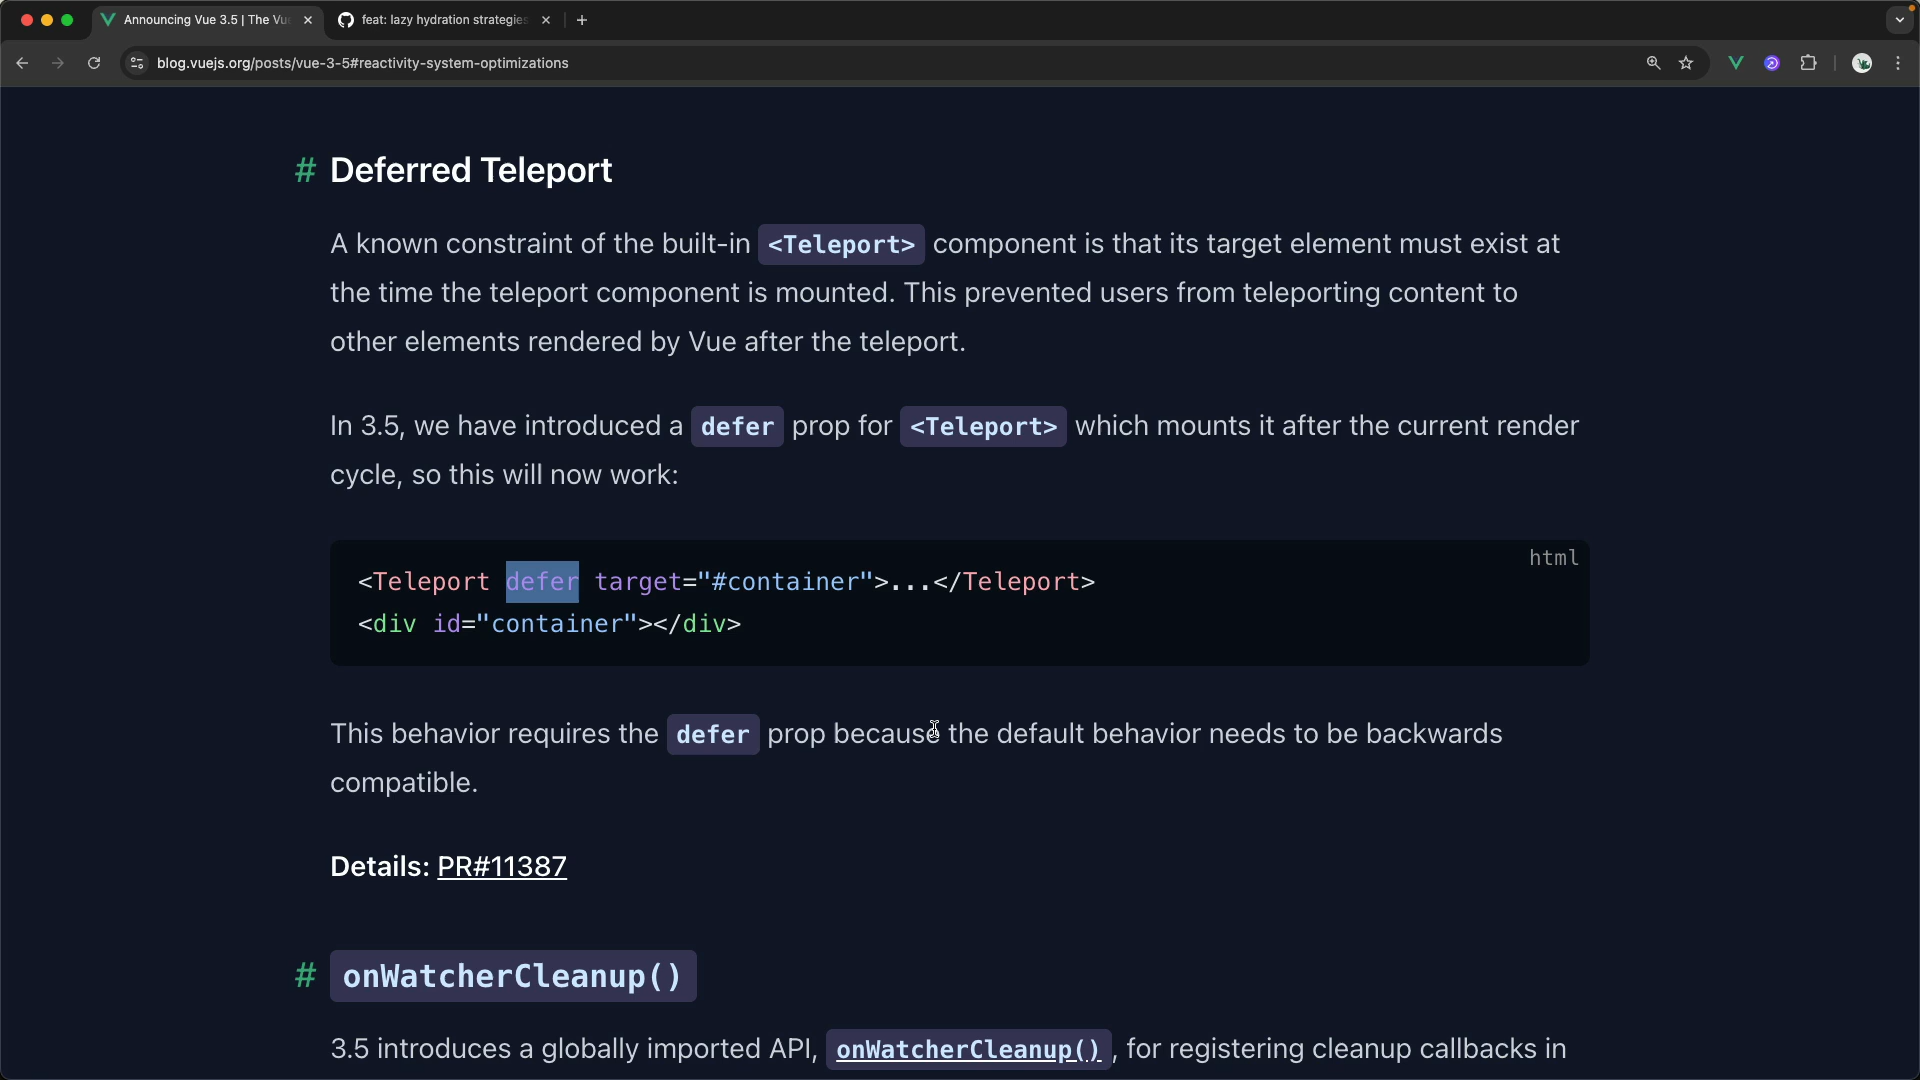 Announcing Vue 3.5 | The Vu
feat: lazy hydration strategies
blog.vuejs.org/posts/vue-3-5#reactivity-system-optimizations
# Deferred Teleport
A known constraint of the built-in <Teleport> component is that its target element must exist at
the time the teleport component is mounted. This prevented users from teleporting content to
other elements rendered by Vue after the teleport.
In 3.5, we have introduced a defer prop for <Teleport> which mounts it after the current render
cycle, so this will now work:
html
<Teleport defer target="#container">...</Teleport>
<div id="container"></div>
This behavior requires the defer prop because the default behavior needs to be backwards
compatible.
Details: PR#11387
# onWatcherCleanup()
3.5 introduces a globally imported API, onWatcherCleanup(), for registering cleanup callbacks in